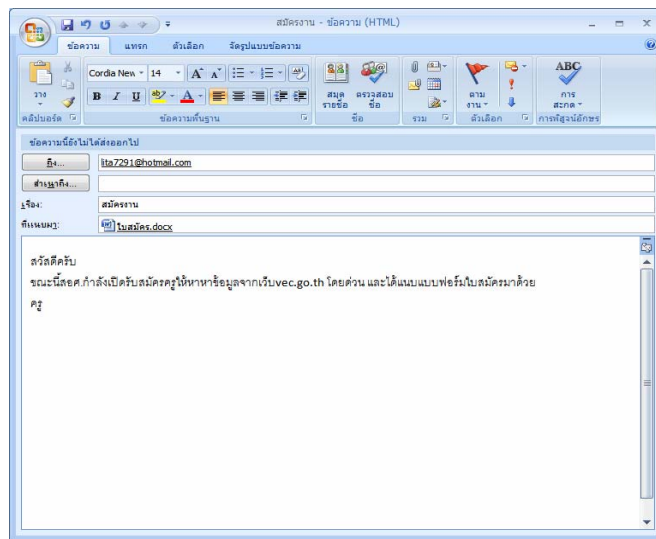 สมัครงาน - ข้อความ (HTML)
ข้อความ แทรก ตัวเลือก จัดรูปแบบข้อความ
วาง
คลิปบอร์ด
Cordia New 14
B I U
ข้อความพื้นฐาน
สมุดรายชื่อ ตรวจสอบชื่อ
ชื่อ
รวม
ตามงาน
ตัวเลือก
ABC
การสะกด
การพิสูจน์อักษร
ข้อความนี้ยังไม่ได้ส่งออกไป
ถึง... lita7291@hotmail.com
สำเนาถึง...
เรื่อง: สมัครงาน
ที่แนบมา: ใบสมัคร.docx
สวัสดีครับ
ขณะนี้สอศ.กำลังเปิดรับสมัครครูให้หาหาข้อมูลจากเว็บvec.go.th โดยด่วน และได้แนบแบบฟอร์มใบสมัครมาด้วย
ครู